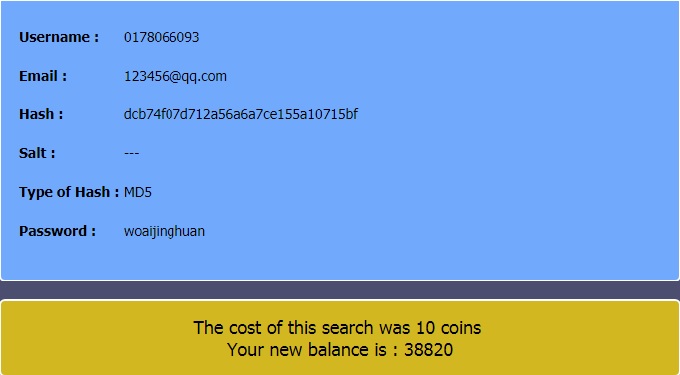 Username : 0178066093
Email : 123456@qq.com
Hash : dcb74f07d712a56a6a7ce155a10715bf
Salt : ---
Type of Hash : MD5
Password : woaijinghuan
The cost of this search was 10 coins
Your new balance is : 38820